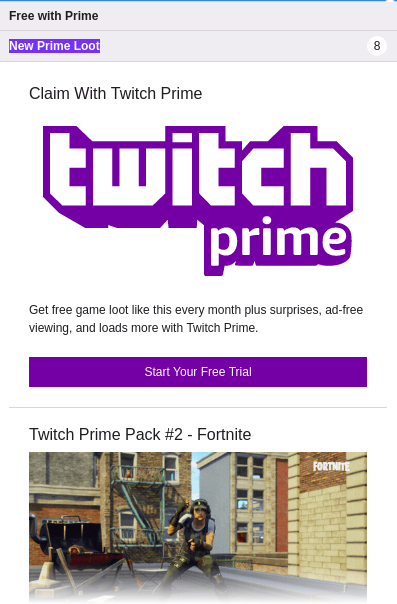 Free with Prime
New Prime Loot
8
Claim With Twitch Prime
twitch
prime
Get free game loot like this every month plus surprises, ad-free
viewing, and loads more with Twitch Prime.
Start Your Free Trial
Twitch Prime Pack #2 - Fortnite
FORTNITE